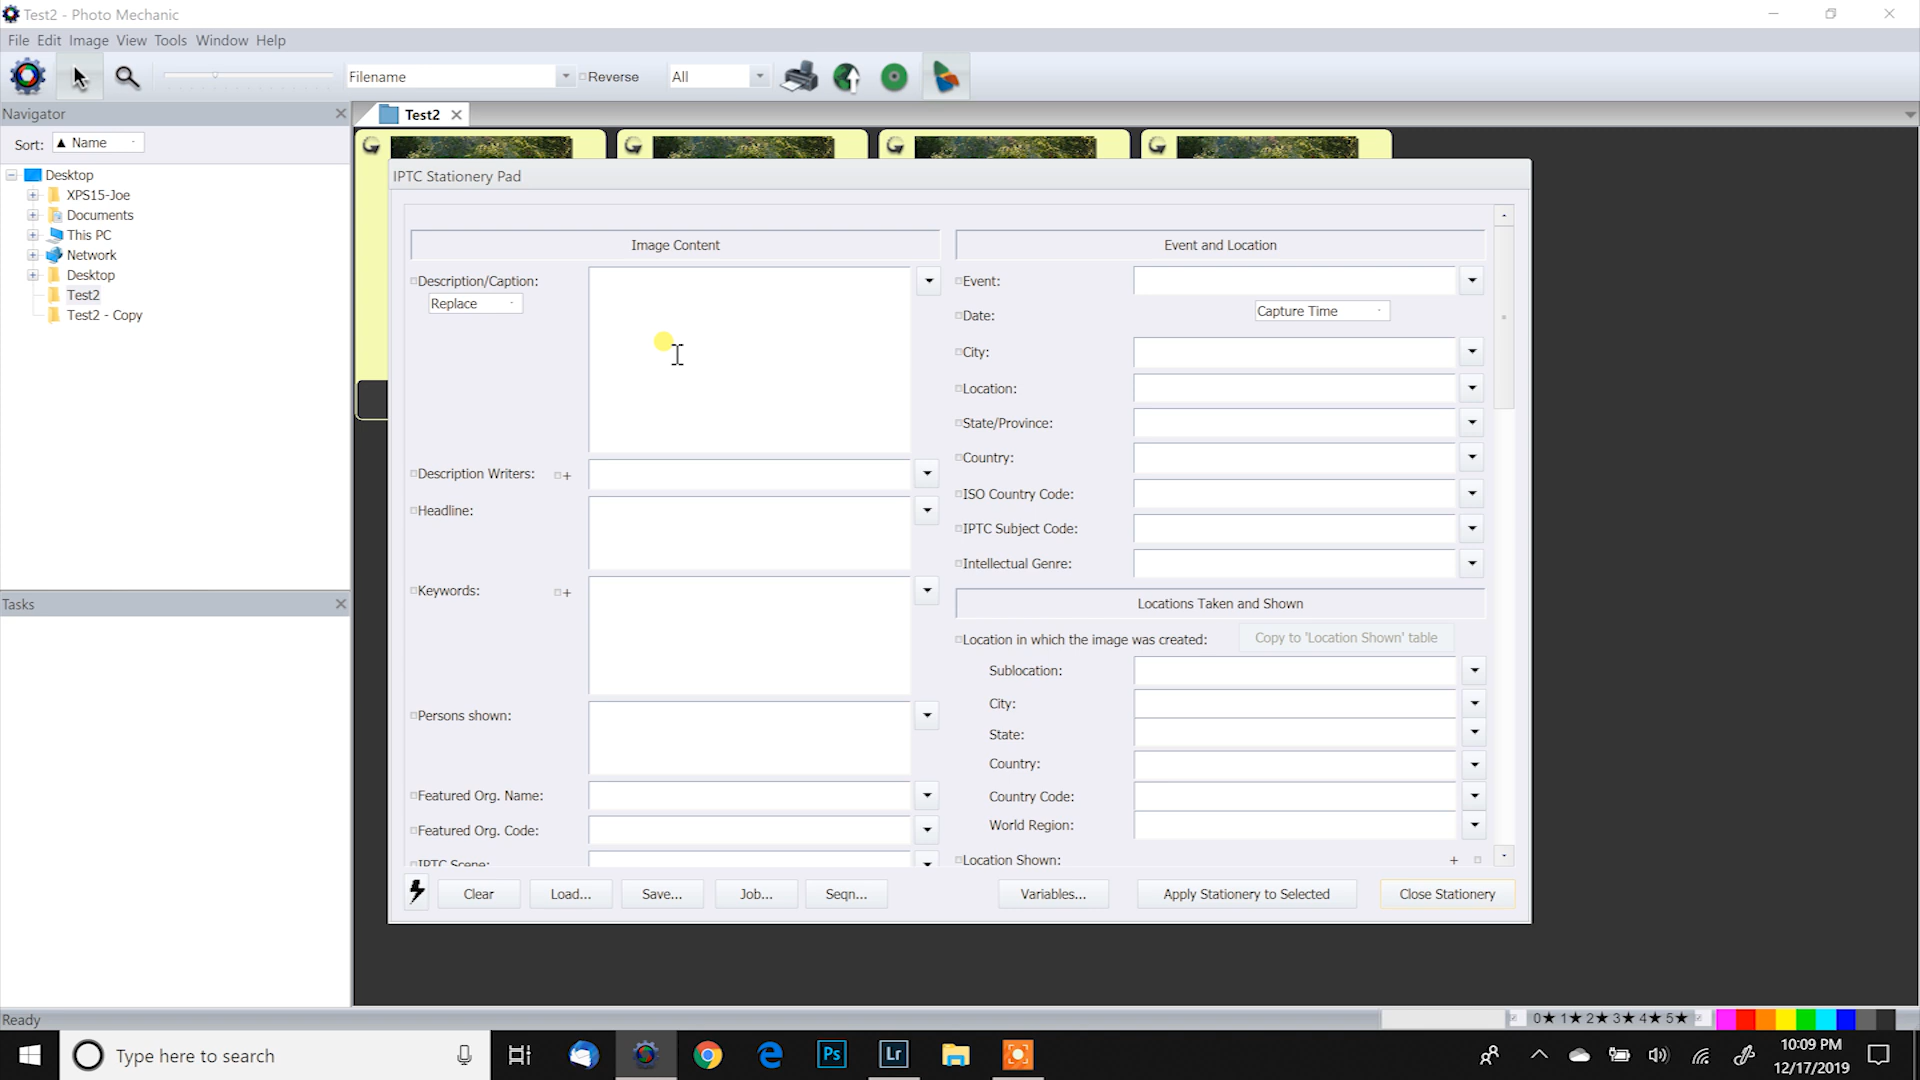 Test2 - Photo Mechanic
File Edit Image View Tools Window Help
Filename
Reverse
All
Navigator
Test2
Sort:
▲ Name
Desktop
XPS15-Joe
Documents
This PC
Network
Desktop
Test2
Test2 - Copy
Tasks
IPTC Stationery Pad
Image Content
Description/Caption:
Replace
Description Writers:
+
Headline:
Keywords:
+
Persons shown:
Featured Org. Name:
Featured Org. Code:
IPTC Scene:
Event and Location
Event:
Date:
Capture Time
City:
Location:
State/Province:
Country:
ISO Country Code:
IPTC Subject Code:
Intellectual Genre:
Locations Taken and Shown
Location in which the image was created:
Copy to 'Location Shown' table
Sublocation:
City:
State:
Country:
Country Code:
World Region:
Location Shown:
+
Clear
Load...
Save...
Job...
Seqn...
Variables...
Apply Stationery to Selected
Close Stationery
Ready
0★ 1★ 2★ 3★ 4★ 5★
Type here to search
Ps
Lr
10:09 PM
12/17/2019